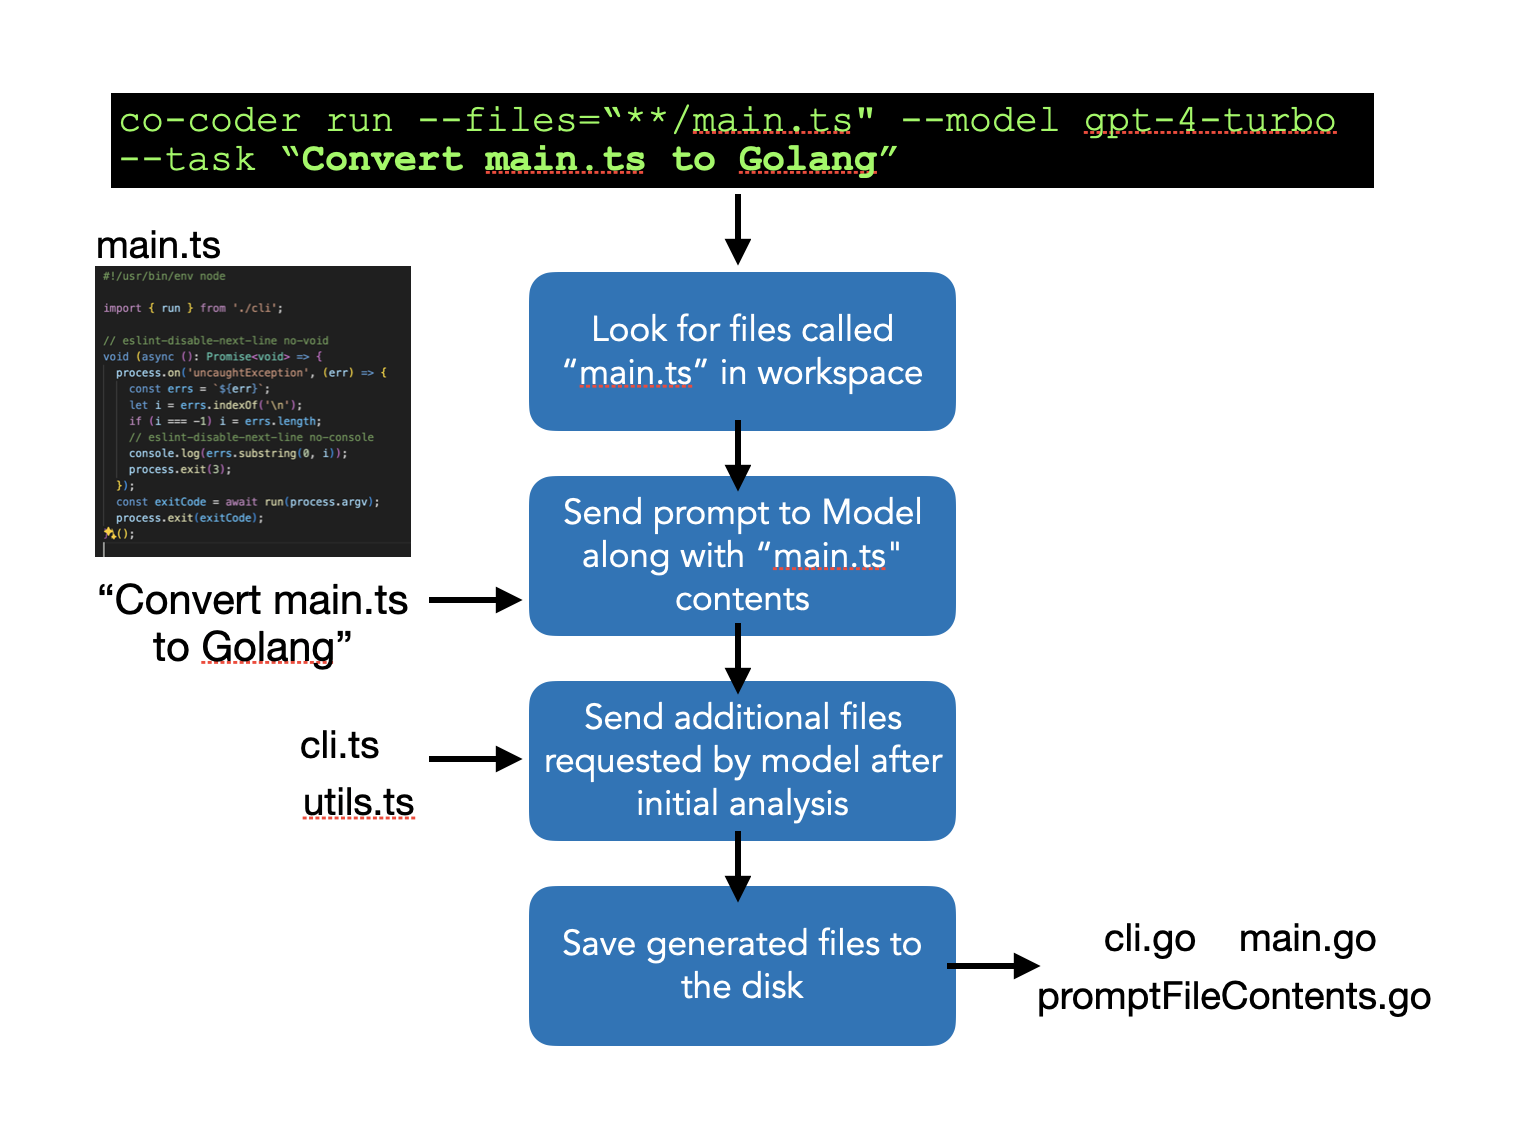 co-coder run --files=“**/main.ts" --model gpt-4-turbo
--task “Convert main.ts to Golang”
main.ts
#!/usr/bin/env node
import { run } from './cli';
// eslint-disable-next-line no-void
void (async (): Promise<void> => {
process.on('uncaughtException', (err) => {
const errs = `${err}`;
let i = errs.indexOf('\n');
if (i === -1) i = errs.length;
// eslint-disable-next-line no-console
console.log(errs.substring(0, i));
process.exit(3);
});
const exitCode = await run(process.argv);
process.exit(exitCode);
();
Look for files called
“main.ts” in workspace
Send prompt to Model
along with “main.ts"
contents
“Convert main.ts
to Golang”
Send additional files
requested by model after
initial analysis
cli.ts
utils.ts
Save generated files to
the disk
cli.go main.go
promptFileContents.go